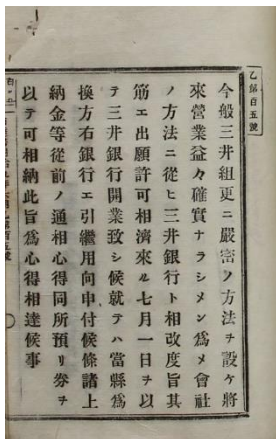 乙第百五號
今般三井組更ニ嚴密ノ方法ヲ設ケ將
來營業益々確實ナラシメン爲メ會社
ノ方法ニ從ヒ三井銀行ト相改度旨其
筋エ出願許可相濟來ル七月一日ヲ以
テ三井銀行開業致シ候就テハ當縣爲
換方右銀行エ引繼用向申付候條諸上
納金等從前ノ通相心得同所預リ券ヲ
以テ可相納此旨爲心得相達候事